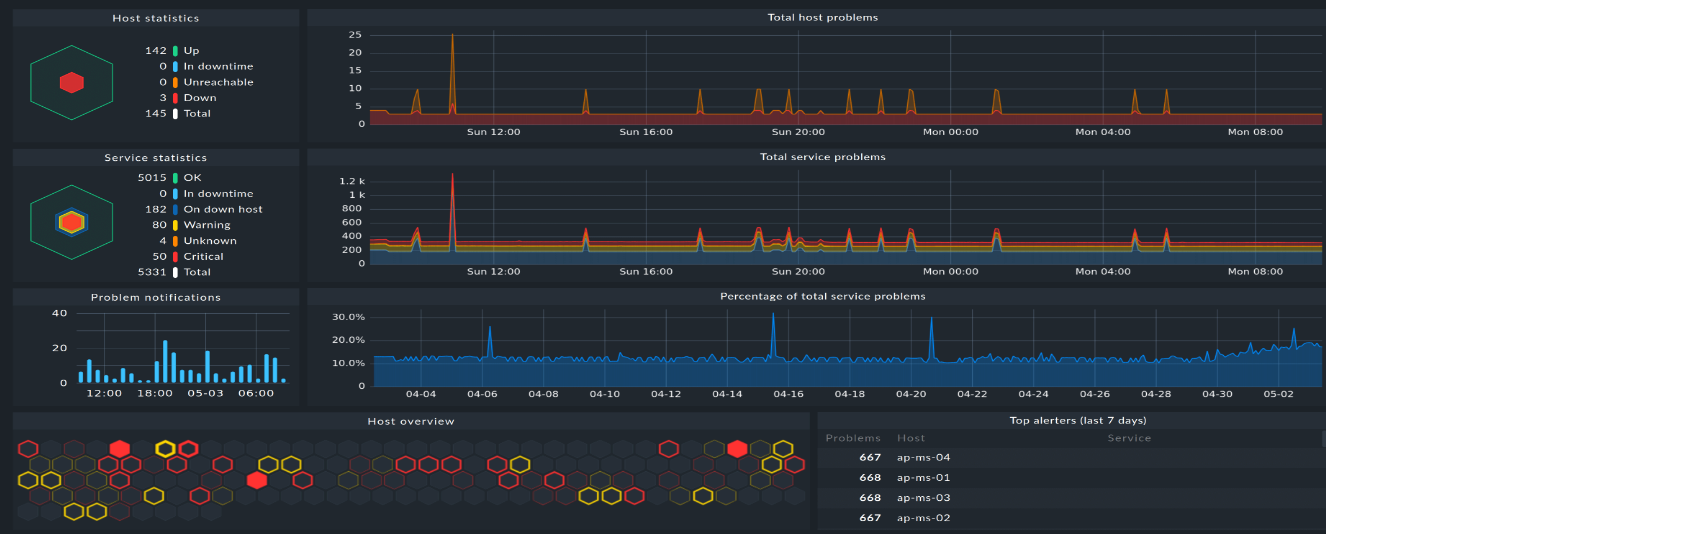 Host statistics
142 Up
0 In downtime
0 Unreachable
3 Down
145 Total
Total host problems
25
20
15
10
5
0
Sun 12:00 Sun 16:00 Sun 20:00 Mon 00:00 Mon 04:00 Mon 08:00
Service statistics
5015 OK
0 In downtime
182 On down host
80 Warning
4 Unknown
50 Critical
5331 Total
Total service problems
1.2 k
1 k
800
600
400
200
0
Sun 12:00 Sun 16:00 Sun 20:00 Mon 00:00 Mon 04:00 Mon 08:00
Problem notifications
40
20
0
12:00 18:00 05-03 06:00
Percentage of total service problems
30.0%
20.0%
10.0%
0
04-04 04-06 04-08 04-10 04-12 04-14 04-16 04-18 04-20 04-22 04-24 04-26 04-28 04-30 05-02
Host overview
Top alerters (last 7 days)
Problems Host Service
667 ap-ms-04
668 ap-ms-01
668 ap-ms-03
667 ap-ms-02